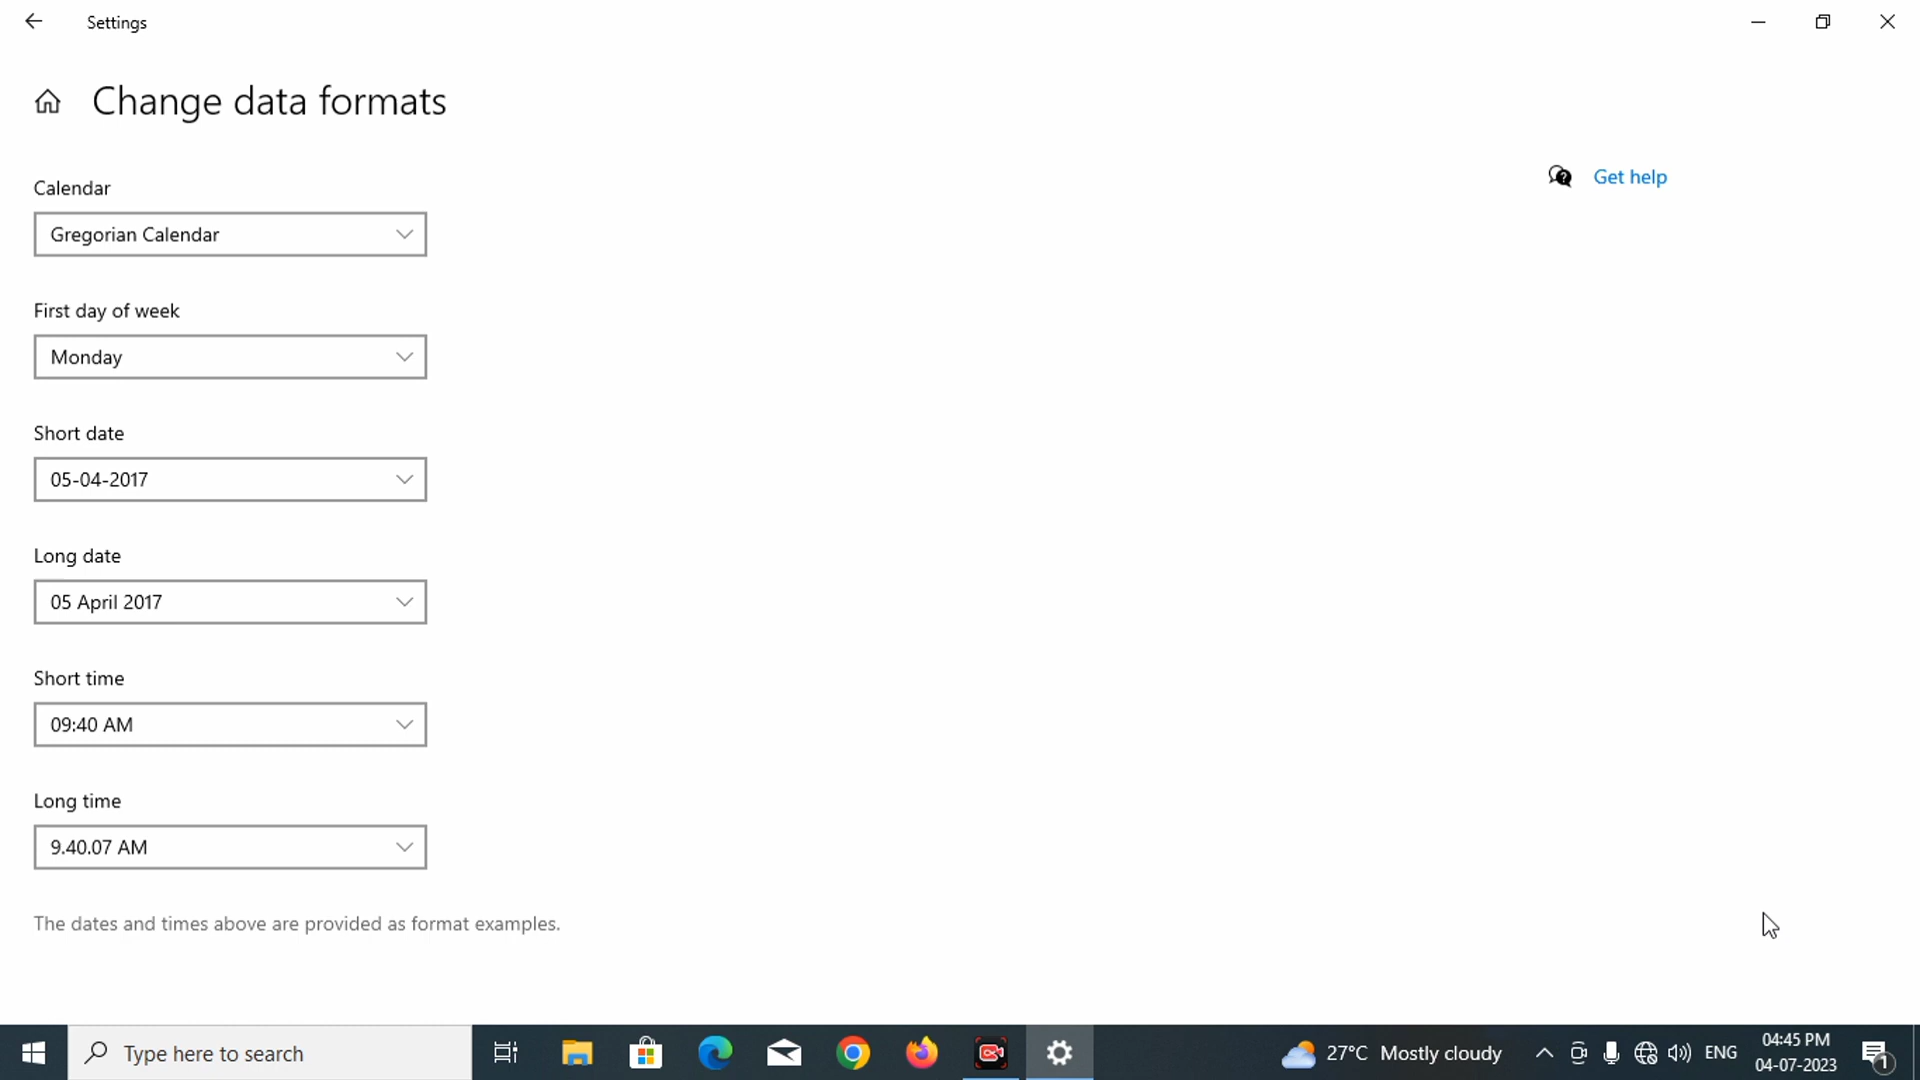 Settings
Change data formats
Get help
Calendar
Gregorian Calendar
First day of week
Monday
Short date
05-04-2017
Long date
05 April 2017
Short time
09:40 AM
Long time
9.40.07 AM
The dates and times above are provided as format examples.
Type here to search
27°C Mostly cloudy
ENG
04:45 PM
04-07-2023
1